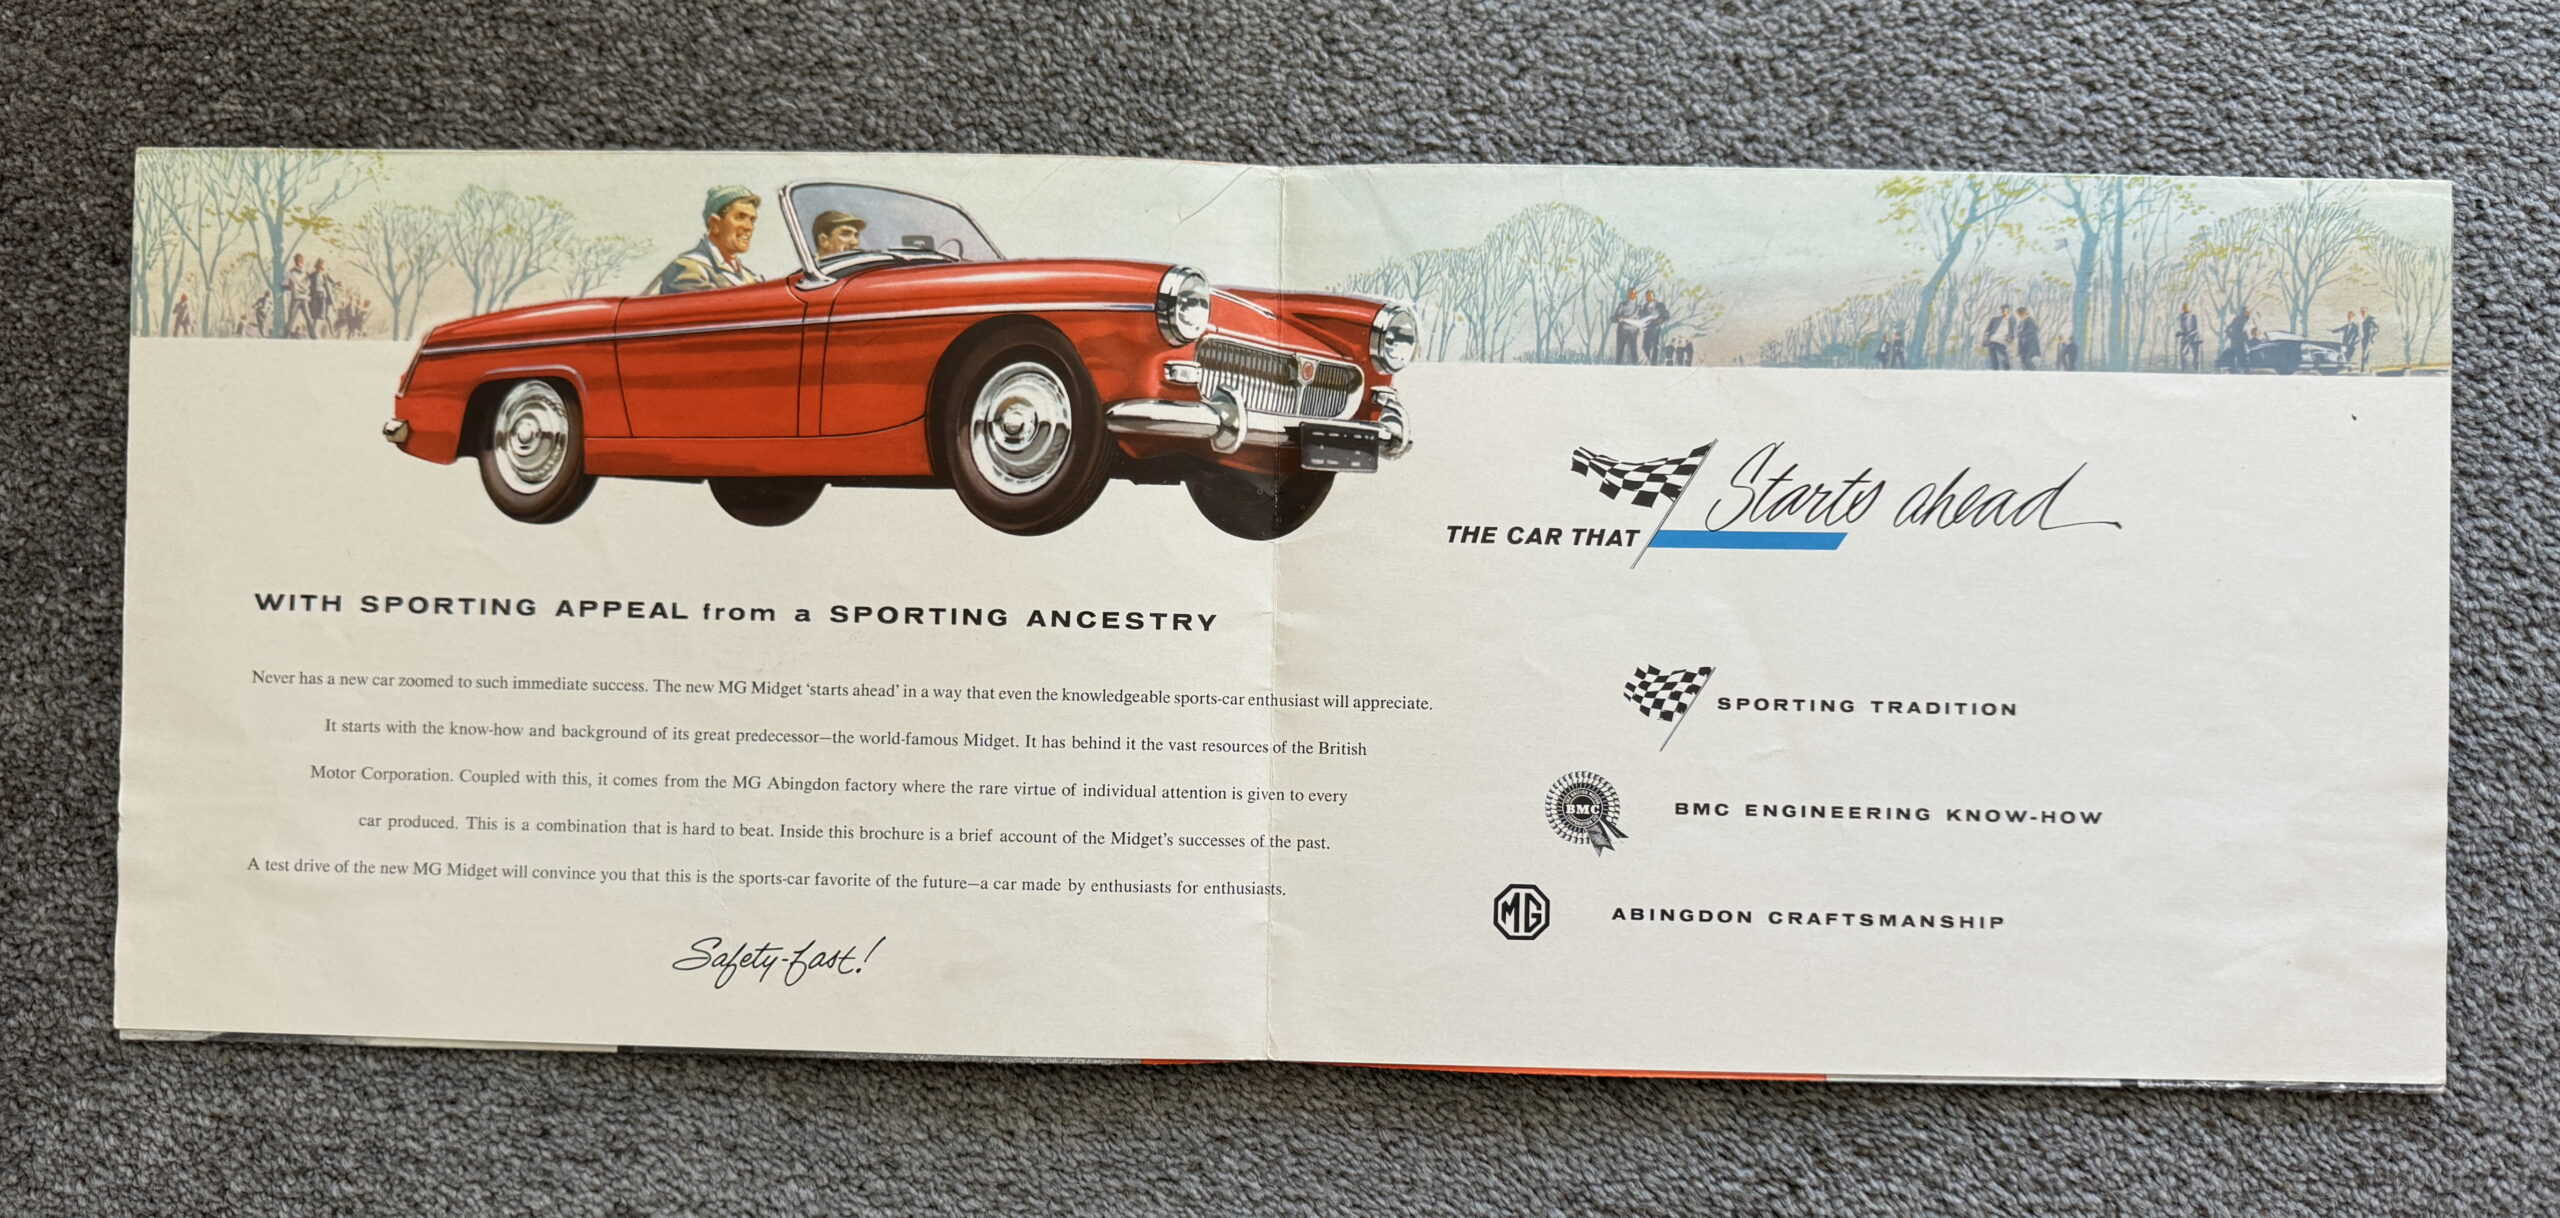 WITH SPORTING APPEAL from a SPORTING ANCESTRY
Never has a new car zoomed to such immediate success. The new MG Midget ‘starts ahead’ in a way that even the knowledgeable sports-car enthusiast will appreciate.
It starts with the know-how and background of its great predecessor—the world-famous Midget. It has behind it the vast resources of the British
Motor Corporation. Coupled with this, it comes from the MG Abingdon factory where the rare virtue of individual attention is given to every
car produced. This is a combination that is hard to beat. Inside this brochure is a brief account of the Midget’s successes of the past.
A test drive of the new MG Midget will convince you that this is the sports-car favorite of the future—a car made by enthusiasts for enthusiasts.
Safety-fast!
THE CAR THAT Starts ahead
SPORTING TRADITION
BMC
BMC ENGINEERING KNOW-HOW
MG
ABINGDON CRAFTSMANSHIP